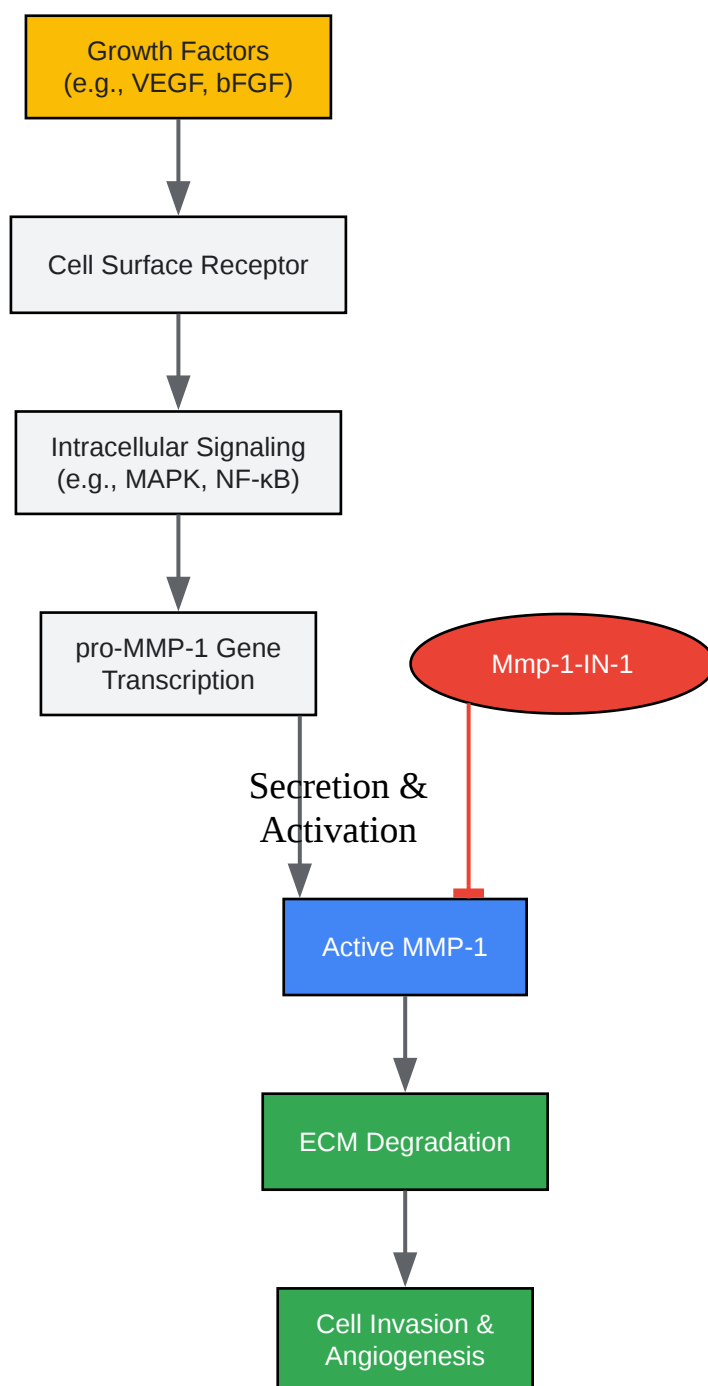 Growth Factors
(e.g., VEGF, bFGF)
Cell Surface Receptor
Intracellular Signaling
(e.g., MAPK, NF-κB)
pro-MMP-1 Gene
Transcription
Mmp-1-IN-1
Secretion &
Activation
Active MMP-1
ECM Degradation
Cell Invasion &
Angiogenesis